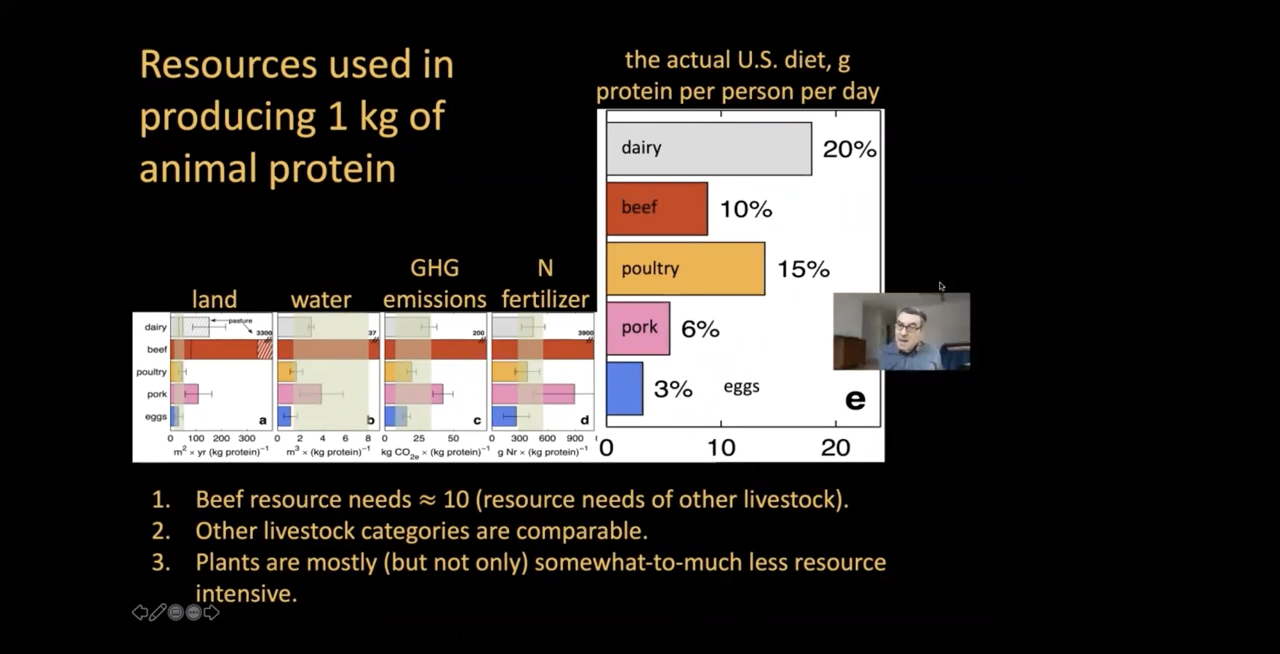 Resources used in
producing 1 kg of
animal protein
the actual U.S. diet, g
protein per person per day
dairy 20%
beef 10%
poultry 15%
pork 6%
3% eggs
e
0 10 20
land
water
GHG
emissions
N
fertilizer
dairy
beef
poultry
pork
eggs
pasture
3300
a
0 100 200 300
m² × yr (kg protein)⁻¹
37
b
0 2 4 6 8
m³ × (kg protein)⁻¹
200
c
0 25 50
kg CO₂ₑ × (kg protein)⁻¹
3900
d
0 300 600 900
g Nr × (kg protein)⁻¹
1. Beef resource needs ≈ 10 (resource needs of other livestock).
2. Other livestock categories are comparable.
3. Plants are mostly (but not only) somewhat-to-much less resource
intensive.